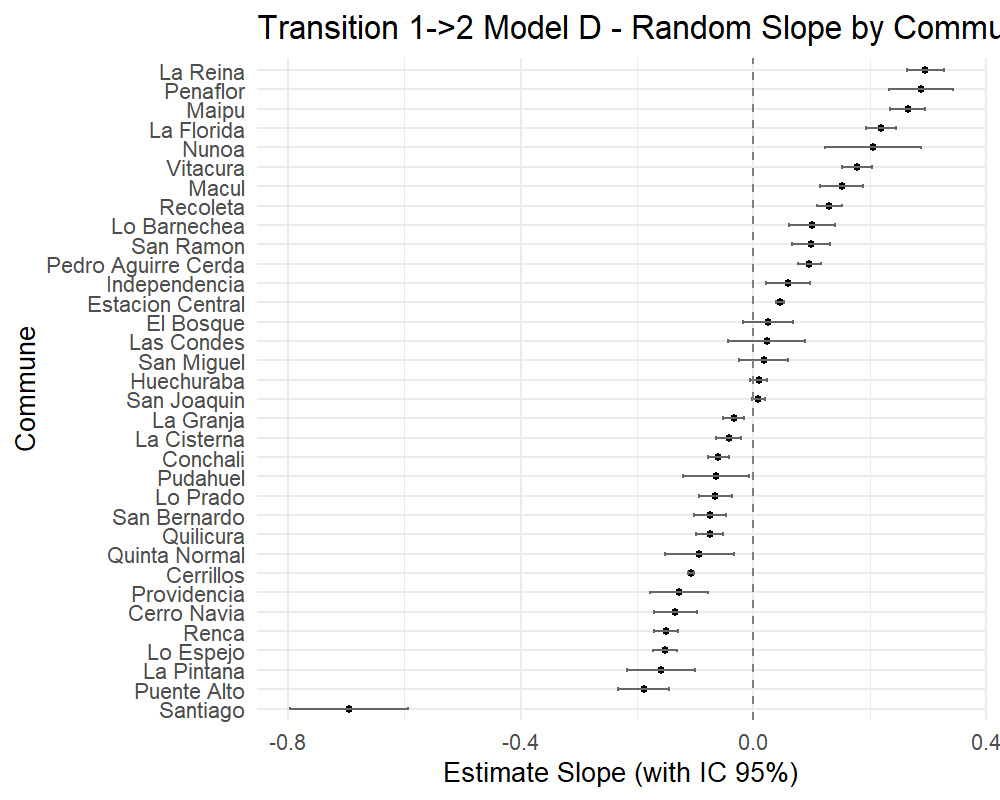 Transition 1->2 Model D - Random Slope by Commu
La Reina
Penaflor
Maipu
La Florida
Nunoa
Vitacura
Macul
Recoleta
Lo Barnechea
San Ramon
Pedro Aguirre Cerda
Independencia
Estacion Central
El Bosque
Las Condes
San Miguel
Huechuraba
San Joaquin
La Granja
La Cisterna
Conchali
Pudahuel
Lo Prado
San Bernardo
Quilicura
Quinta Normal
Cerrillos
Providencia
Cerro Navia
Renca
Lo Espejo
La Pintana
Puente Alto
Santiago
Commune
-0.8 -0.4 0.0 0.4
Estimate Slope (with IC 95%)